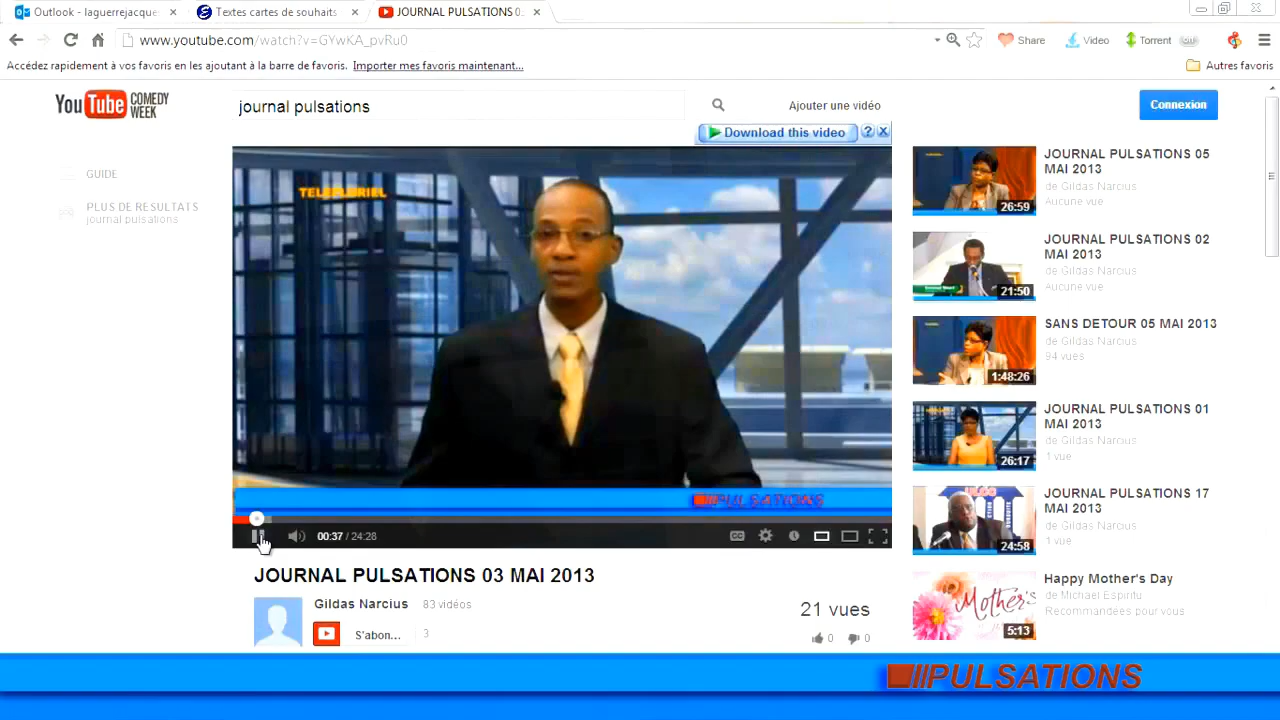 Outlook - laguerrejacque
Textes cartes de souhaits
JOURNAL PULSATIONS 0
www.youtube.com/watch?v=GYwKA_pvRu0
Share
Video
Torrent
Accédez rapidement à vos favoris en les ajoutant à la barre de favoris. Importer mes favoris maintenant...
Autres favoris
YouTube COMEDY WEEK
journal pulsations
Ajouter une vidéo
Connexion
Download this video ?
GUIDE
PLUS DE RESULTATS
journal pulsations
TELEPLURIEL
PULSATIONS
00:37 / 24:28
JOURNAL PULSATIONS 03 MAI 2013
Gildas Narcius 83 vidéos
S'abon... 3
21 vues
0 0
JOURNAL PULSATIONS 05
MAI 2013
de Gildas Narcius
Aucune vue
26:59
JOURNAL PULSATIONS 02
MAI 2013
de Gildas Narcius
Aucune vue
21:50
SANS DETOUR 05 MAI 2013
de Gildas Narcius
94 vues
1:48:26
JOURNAL PULSATIONS 01
MAI 2013
de Gildas Narcius
1 vue
26:17
JOURNAL PULSATIONS 17
MAI 2013
de Gildas Narcius
1 vue
24:58
Happy Mother's Day
de Michael Espiritu
Recommandées pour vous
Mother's
5:13
PULSATIONS